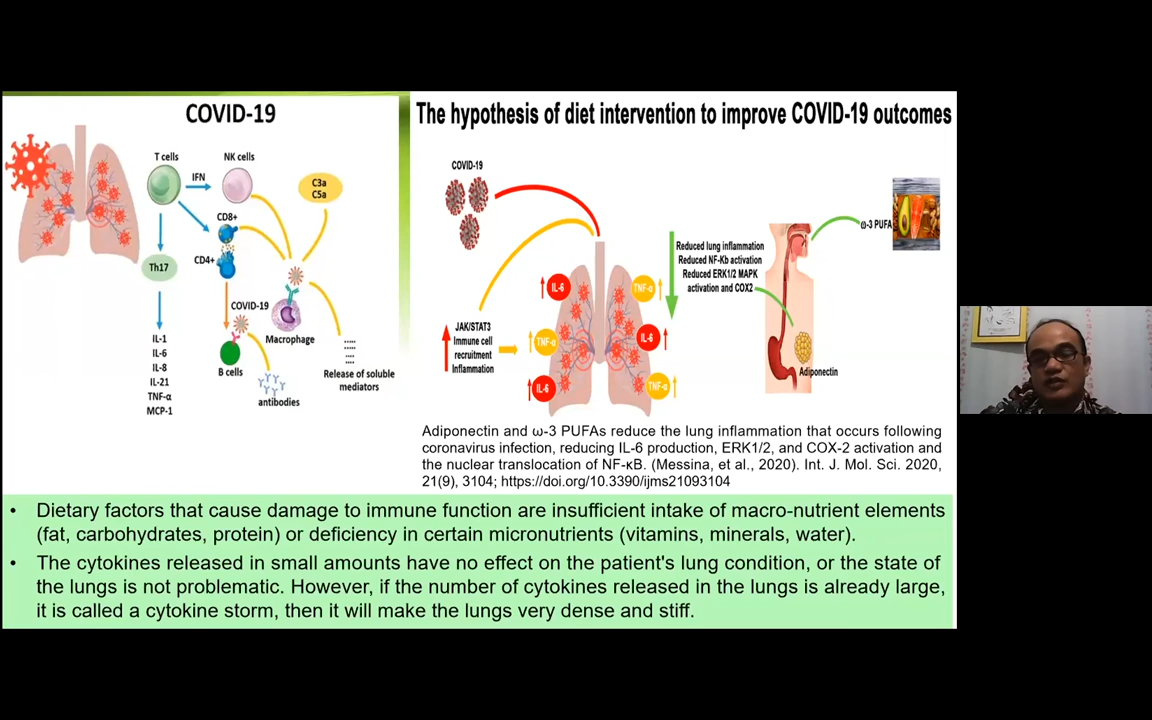 COVID-19
T cells
NK cells
IFN
C3a
C5a
CD8+
CD4+
Th17
COVID-19
Macrophage
B cells
antibodies
Release of soluble
mediators
IL-1
IL-6
IL-8
IL-21
TNF-α
MCP-1
The hypothesis of diet intervention to improve COVID-19 outcomes
COVID-19
ω-3 PUFA
Reduced lung inflammation
Reduced NF-Kb activation
Reduced ERK1/2 MAPK
activation and COX2
IL-6
TNF-α
JAK/STAT3
Immune cell
recruitment
Inflammation
TNF-α
IL-6
IL-6
TNF-α
Adiponectin
Adiponectin and ω-3 PUFAs reduce the lung inflammation that occurs following
coronavirus infection, reducing IL-6 production, ERK1/2, and COX-2 activation and
the nuclear translocation of NF-κB. (Messina, et al., 2020). Int. J. Mol. Sci. 2020,
21(9), 3104; https://doi.org/10.3390/ijms21093104
• Dietary factors that cause damage to immune function are insufficient intake of macro-nutrient elements
(fat, carbohydrates, protein) or deficiency in certain micronutrients (vitamins, minerals, water).
• The cytokines released in small amounts have no effect on the patient's lung condition, or the state of
the lungs is not problematic. However, if the number of cytokines released in the lungs is already large,
it is called a cytokine storm, then it will make the lungs very dense and stiff.